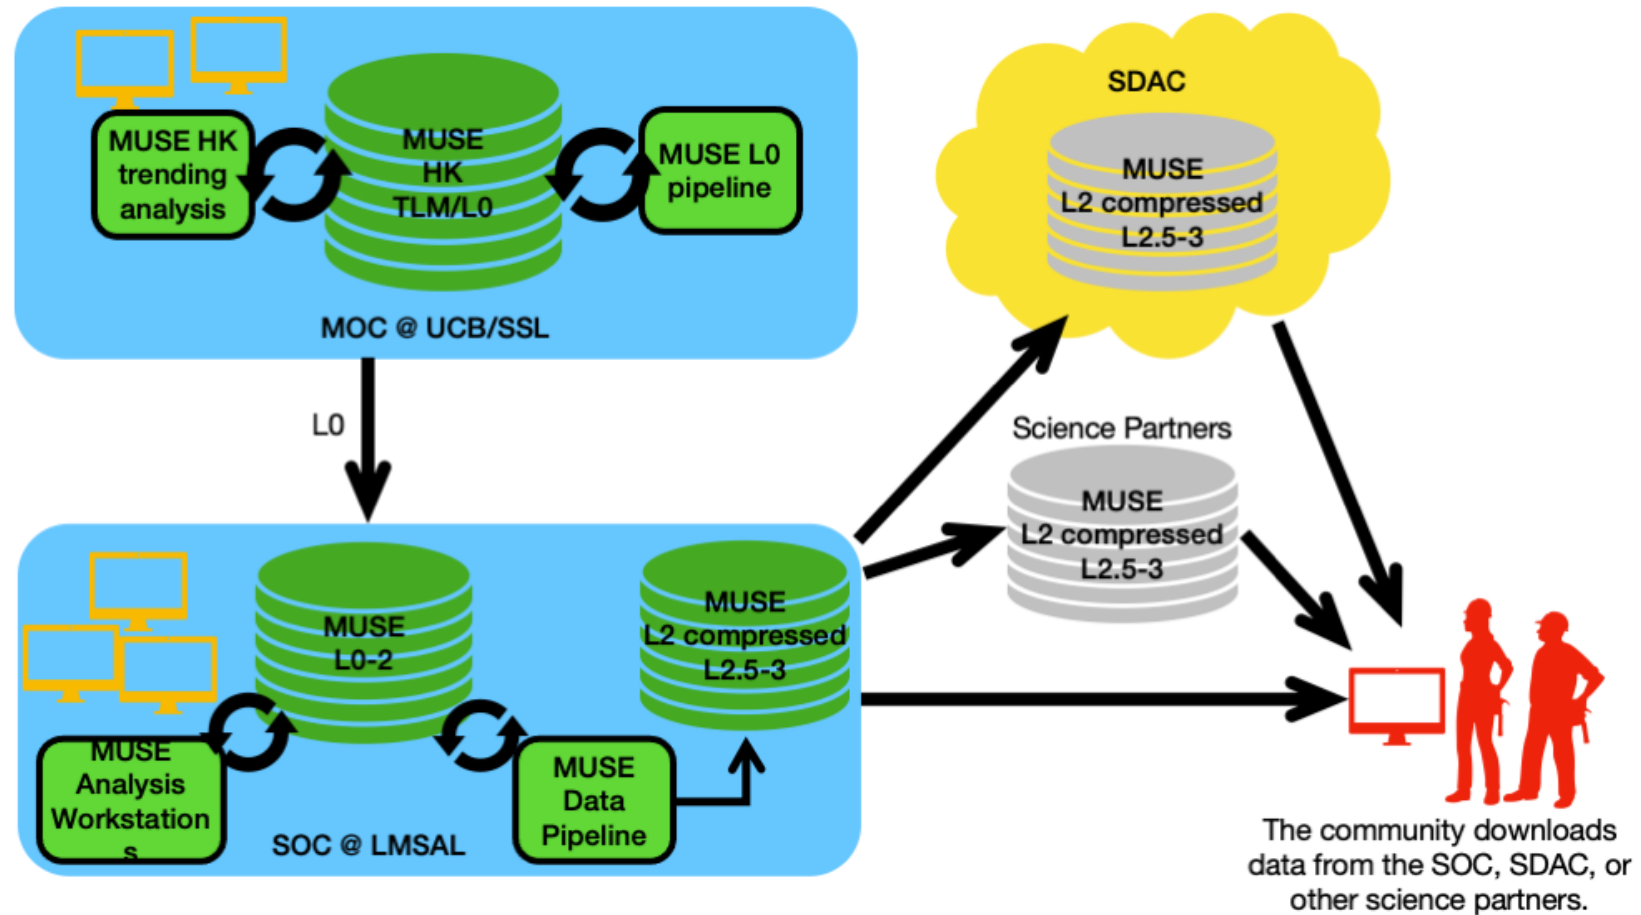 MUSE HK
trending
analysis
MUSE
HK
TLM/L0
MUSE L0
pipeline
MOC @ UCB/SSL
SDAC
MUSE
L2 compressed
L2.5-3
L0
Science Partners
MUSE
L2 compressed
L2.5-3
MUSE
L0-2
MUSE
L2 compressed
L2.5-3
MUSE
Analysis
Workstation
s
SOC @ LMSAL
MUSE
Data
Pipeline
The community downloads
data from the SOC, SDAC, or
other science partners.